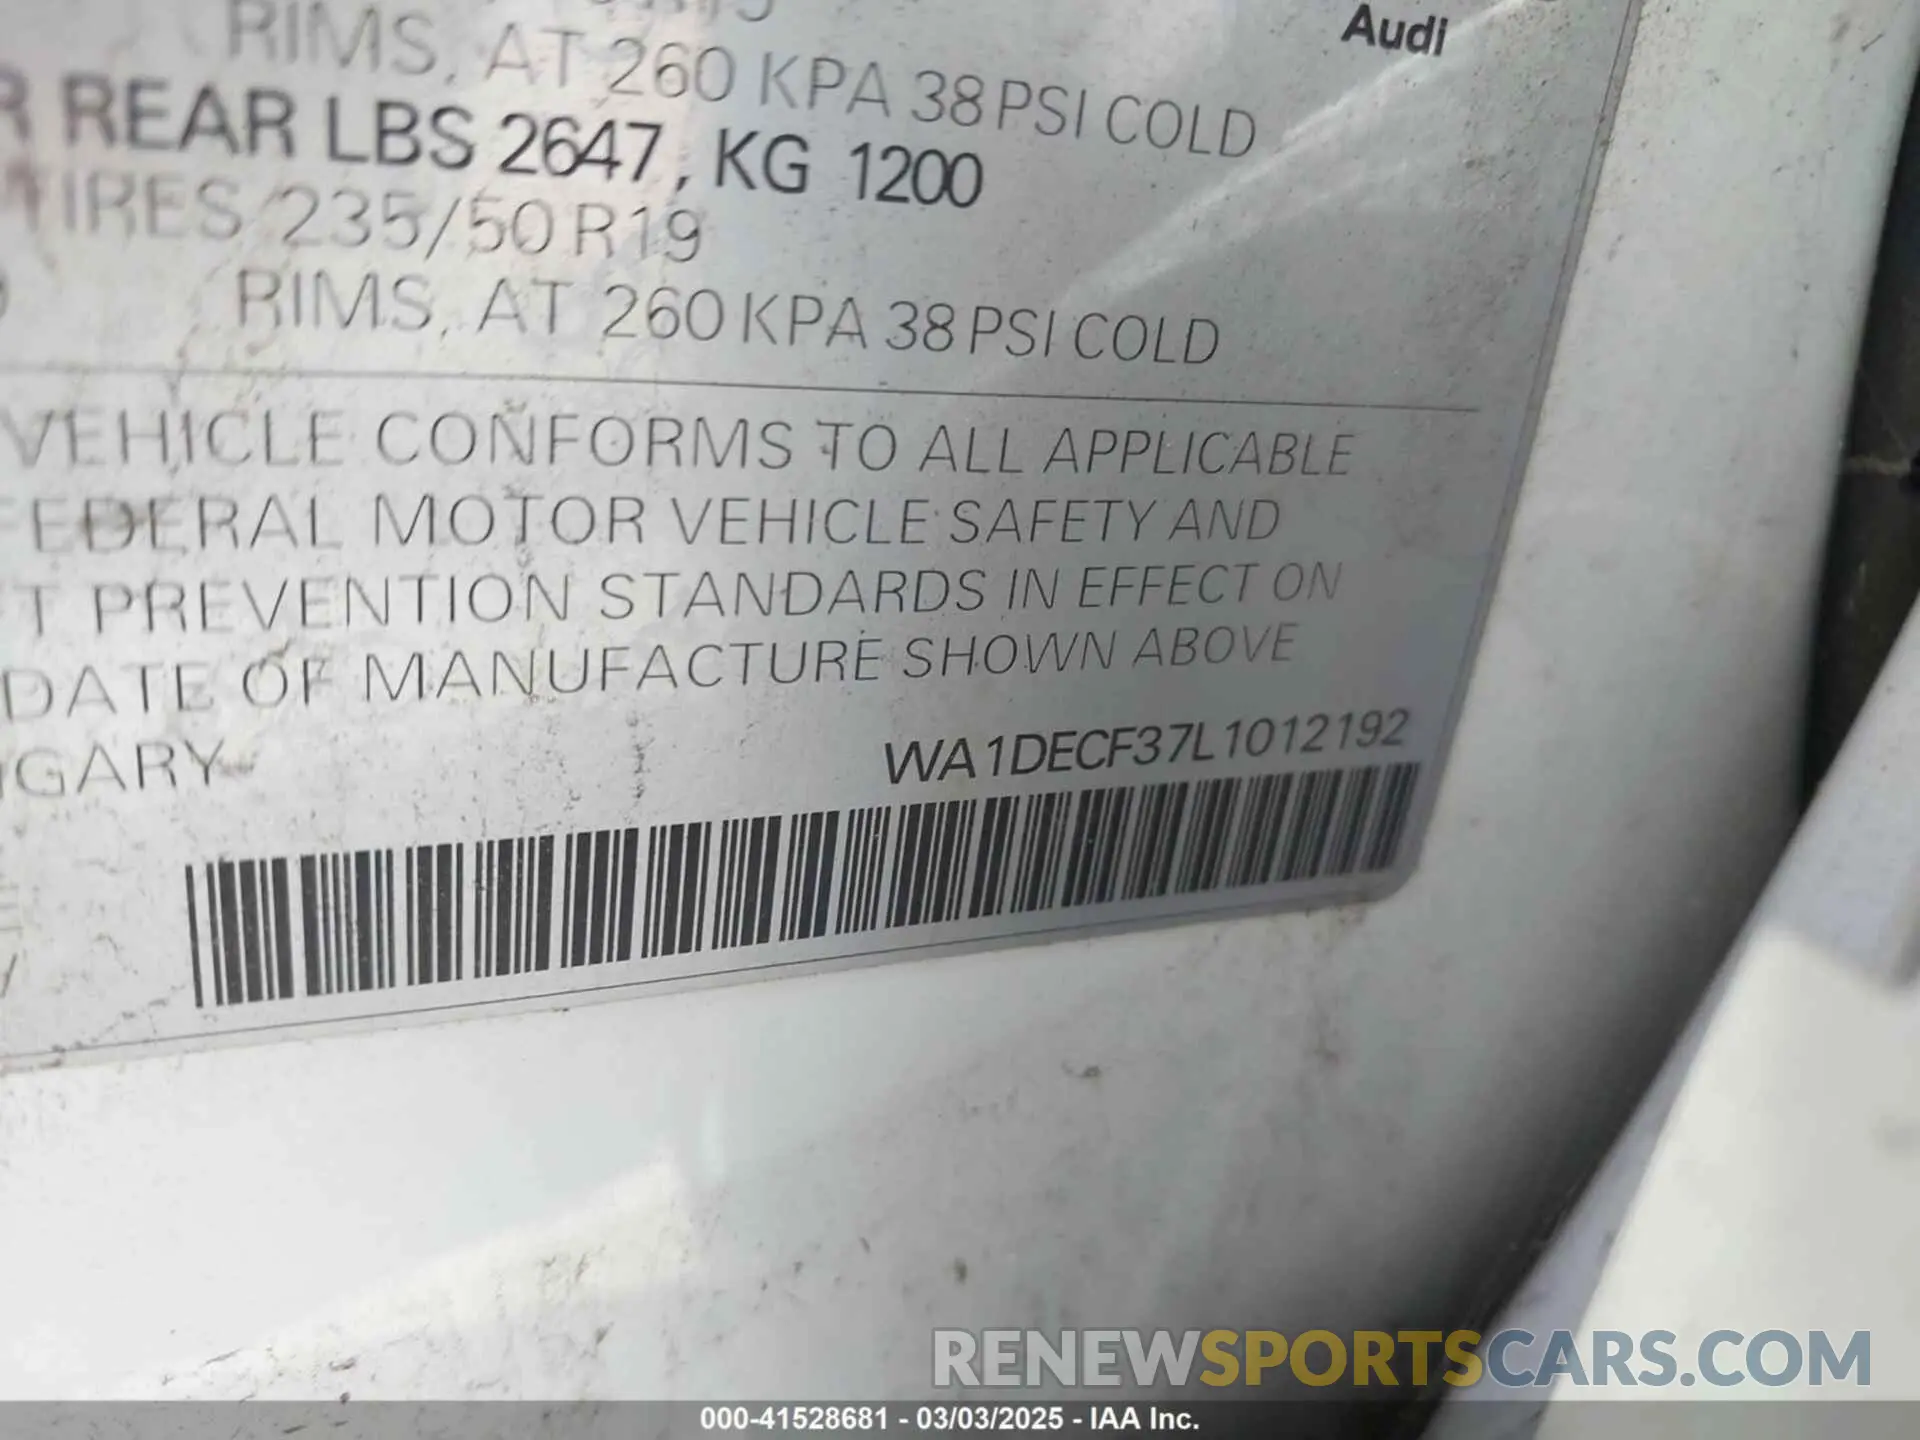 Audi
RIMS, AT 260 KPA 38 PSI COLD
R REAR LBS 2647, KG 1200
TIRES 235/50 R19
RIMS, AT 260 KPA 38 PSI COLD
VEHICLE CONFORMS TO ALL APPLICABLE
FEDERAL MOTOR VEHICLE SAFETY AND
T PREVENTION STANDARDS IN EFFECT ON
DATE OF MANUFACTURE SHOWN ABOVE
GARY
WA1DECF37L1012192
RENEWSPORTSCARS.COM
000-41528681 - 03/03/2025 - IAA Inc.